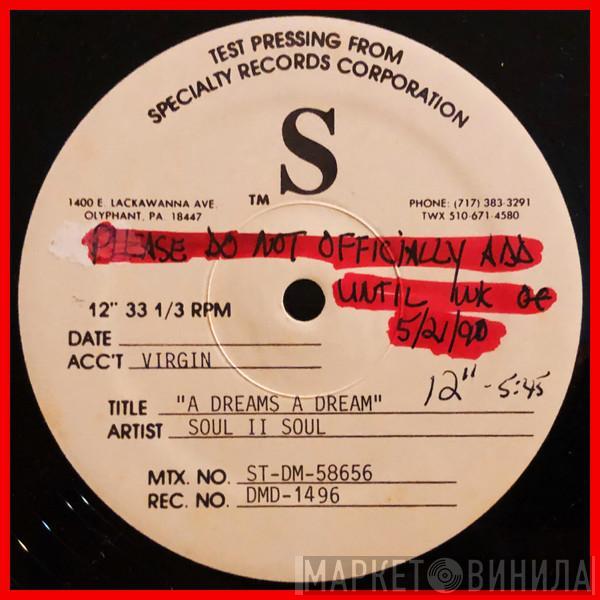 TEST PRESSING FROM
SPECIALTY RECORDS CORPORATION
S
TM
1400 E. LACKAWANNA AVE.
OLYPHANT, PA. 18447
PHONE: (717) 383-3291
TWX 510-671-4580
PLEASE DO NOT OFFICIALLY ADD
UNTIL WK OF
5/21/90
12" 33 1/3 RPM
DATE
ACC'T VIRGIN
12" - 5:45
TITLE "A DREAMS A DREAM"
ARTIST SOUL II SOUL
MTX. NO. ST-DM-58656
REC. NO. DMD-1496
МАРКЕТ ВИНИЛА